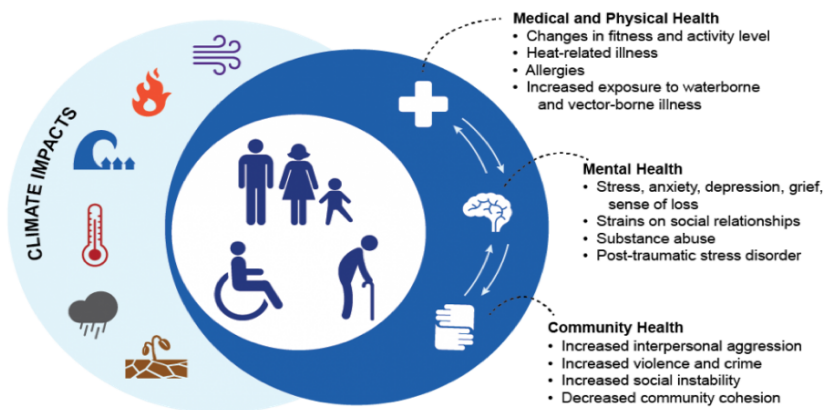 CLIMATE IMPACTS
Medical and Physical Health
• Changes in fitness and activity level
• Heat-related illness
• Allergies
• Increased exposure to waterborne
and vector-borne illness
Mental Health
• Stress, anxiety, depression, grief,
sense of loss
• Strains on social relationships
• Substance abuse
• Post-traumatic stress disorder
Community Health
• Increased interpersonal aggression
• Increased violence and crime
• Increased social instability
• Decreased community cohesion